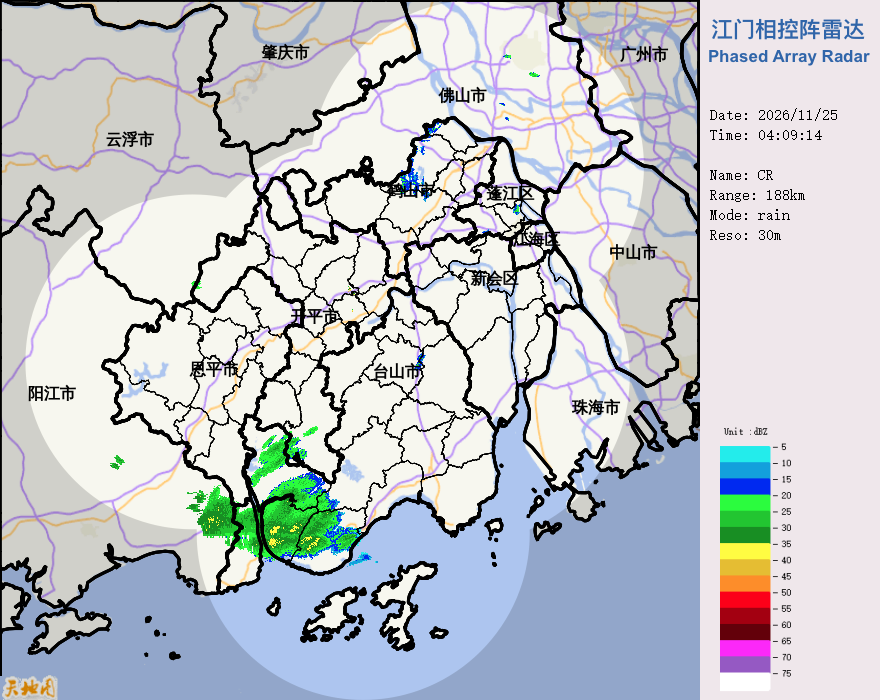 肇庆市
广州市
佛山市
云浮市
鹤山市
蓬江区
江海区
中山市
新会区
开平市
恩平市
台山市
阳江市
珠海市
天地图
江门相控阵雷达
Phased Array Radar
Date: 2026/11/25
Time: 04:09:14
Name: CR
Range: 188km
Mode: rain
Reso: 30m
Unit :dBZ
5
10
15
20
25
30
35
40
45
50
55
60
65
70
75